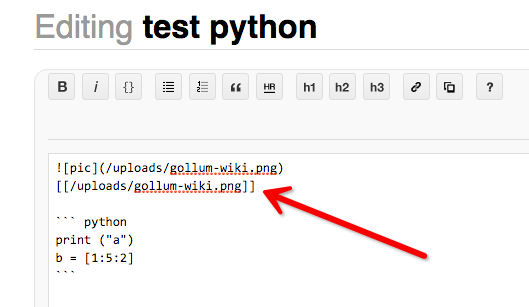 Editing test python
B i {} “ HR h1 h2 h3 ?
![pic](/uploads/gollum-wiki.png)
[[/uploads/gollum-wiki.png]]
``` python
print ("a")
b = [1:5:2]
```